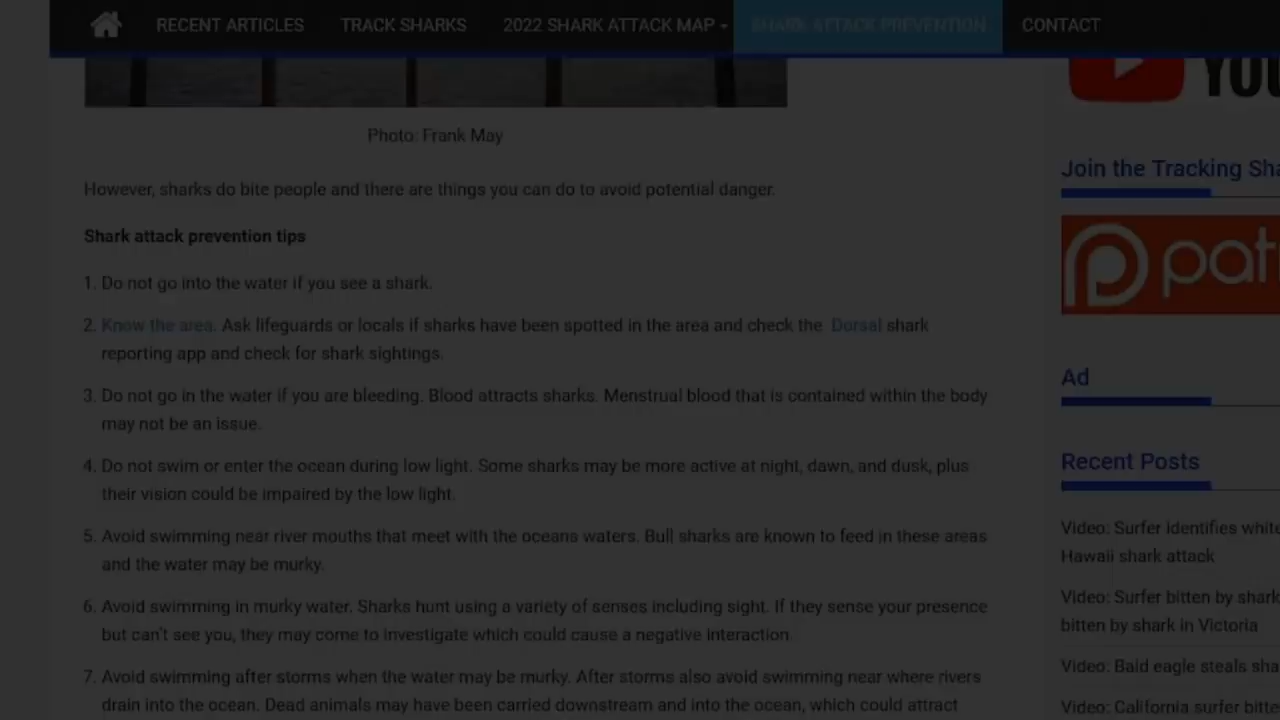 RECENT ARTICLES
TRACK SHARKS
2022 SHARK ATTACK MAP
SHARK ATTACK PREVENTION
CONTACT
Photo: Frank May
However, sharks do bite people and there are things you can do to avoid potential danger.
Shark attack prevention tips
1. Do not go into the water if you see a shark.
2. Know the area. Ask lifeguards or locals if sharks have been spotted in the area and check the Dorsal shark
reporting app and check for shark sightings.
3. Do not go in the water if you are bleeding. Blood attracts sharks. Menstrual blood that is contained within the body
may not be an issue.
4. Do not swim or enter the ocean during low light. Some sharks may be more active at night, dawn, and dusk, plus
their vision could be impaired by the low light.
5. Avoid swimming near river mouths that meet with the oceans waters. Bull sharks are known to feed in these areas
and the water may be murky.
6. Avoid swimming in murky water. Sharks hunt using a variety of senses including sight. If they sense your presence
but can't see you, they may come to investigate which could cause a negative interaction.
7. Avoid swimming after storms when the water may be murky. After storms also avoid swimming near where rivers
drain into the ocean. Dead animals may have been carried downstream and into the ocean, which could attract
YOU
Join the Tracking Sha
pat
Ad
Recent Posts
Video: Surfer identifies white
Hawaii shark attack
Video: Surfer bitten by shark
bitten by shark in Victoria
Video: Bald eagle steals sha
Video: California surfer bitte